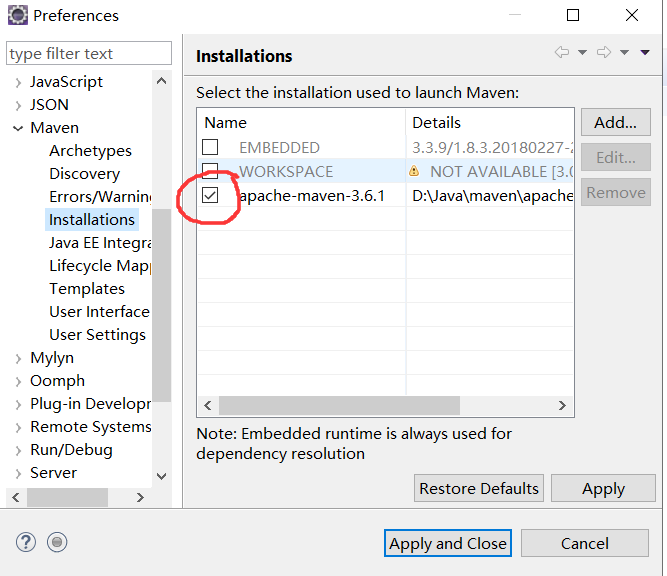 Preferences
type filter text
JavaScript
JSON
Maven
Archetypes
Discovery
Errors/Warning
Installations
Java EE Integra
Lifecycle Mapp
Templates
User Interface
User Settings
Mylyn
Oomph
Plug-in Developr
Remote Systems
Run/Debug
Server
Installations
Select the installation used to launch Maven:
Name Details
EMBEDDED 3.3.9/1.8.3.20180227-2
WORKSPACE NOT AVAILABLE [3.0
apache-maven-3.6.1 D:\Java\maven\apache
Add...
Edit...
Remove
Note: Embedded runtime is always used for
dependency resolution
Restore Defaults Apply
? Apply and Close Cancel